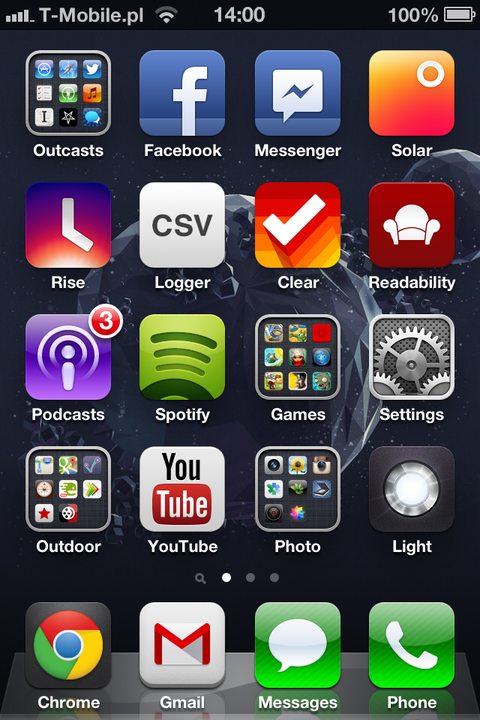 T-Mobile.pl 14:00 100%
Outcasts Facebook Messenger Solar
CSV
Rise Logger Clear Readability
3
Podcasts Spotify Games Settings
You
Tube
Outdoor YouTube Photo Light
Chrome Gmail Messages Phone